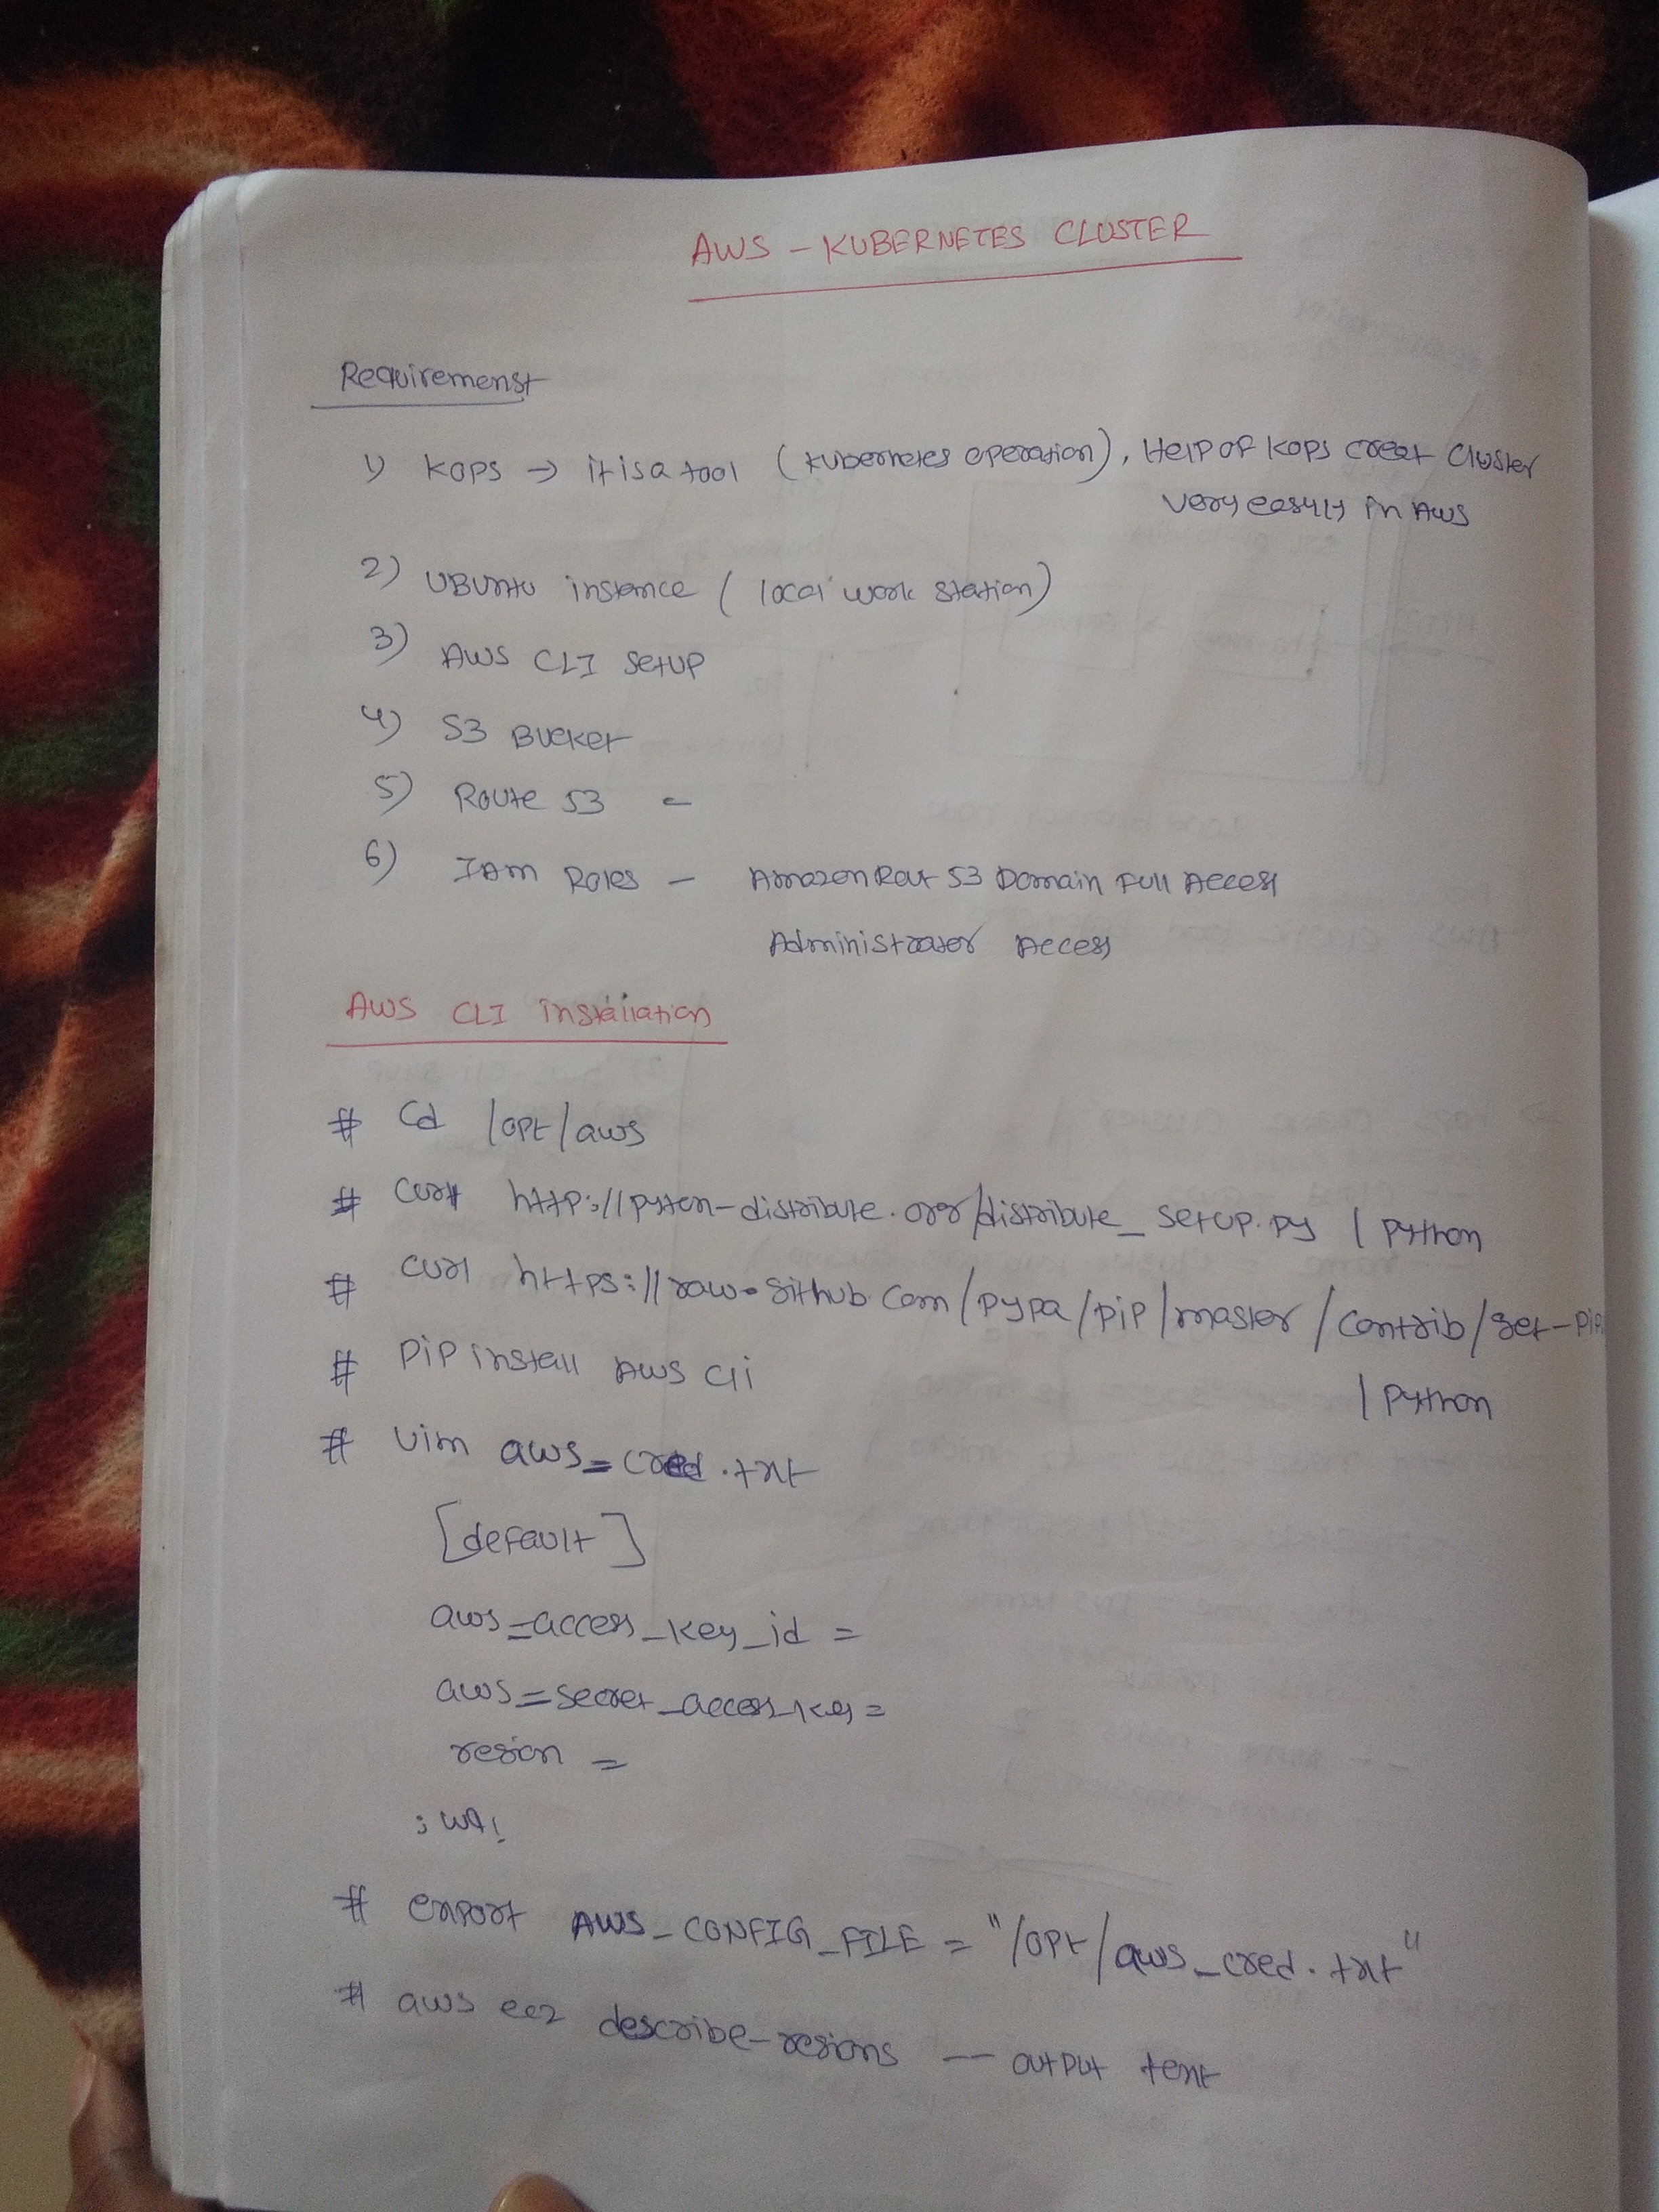 AWS - KUBERNETES CLUSTER
Requiremenst
1) KOPS → it is a tool (Kubernetes operation), Help of KOPS creat Cluster
very easyly in AWS
2) UBUntu instance (local work station)
3) AWS CLI SetUP
4) S3 Bucket
5) Route 53 -
6) IAM Roles - Amazon Rout 53 Domain Full Access
Administrator Access
AWS CLI installation
# Cd /opt/aws
# curl http://pyton-distribute.org/distribute_setup.py | python
# curl https://raw.github.com/pypa/pip/master/contrib/get-pip
# pip install AWS cli
| python
# vim aws_cred.txt
[default]
aws_access_key_id =
aws_secret_access_key =
region =
:wq!
# export AWS_CONFIG_FILE = "/opt/aws_cred.txt"
# aws ec2 describe-regions -- output text